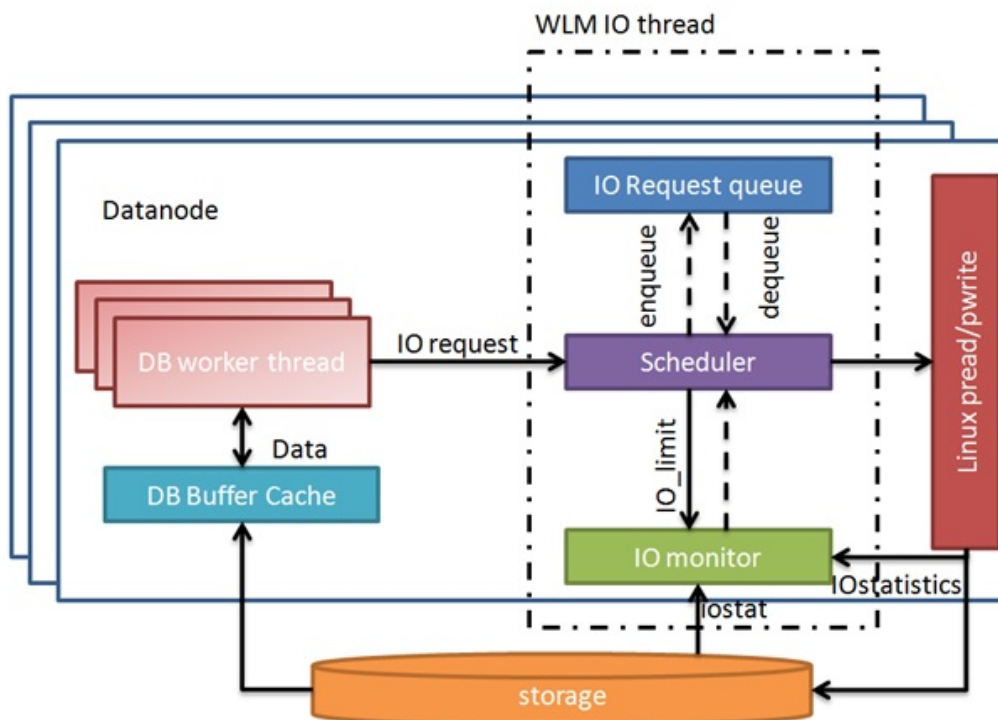 WLM IO thread
IO Request queue
Datanode
enqueue
dequeue
DB worker thread
IO request
Scheduler
Linux pread/pwrite
Data
IO_limit
DB Buffer Cache
IO monitor
IOstatistics
iostat
storage